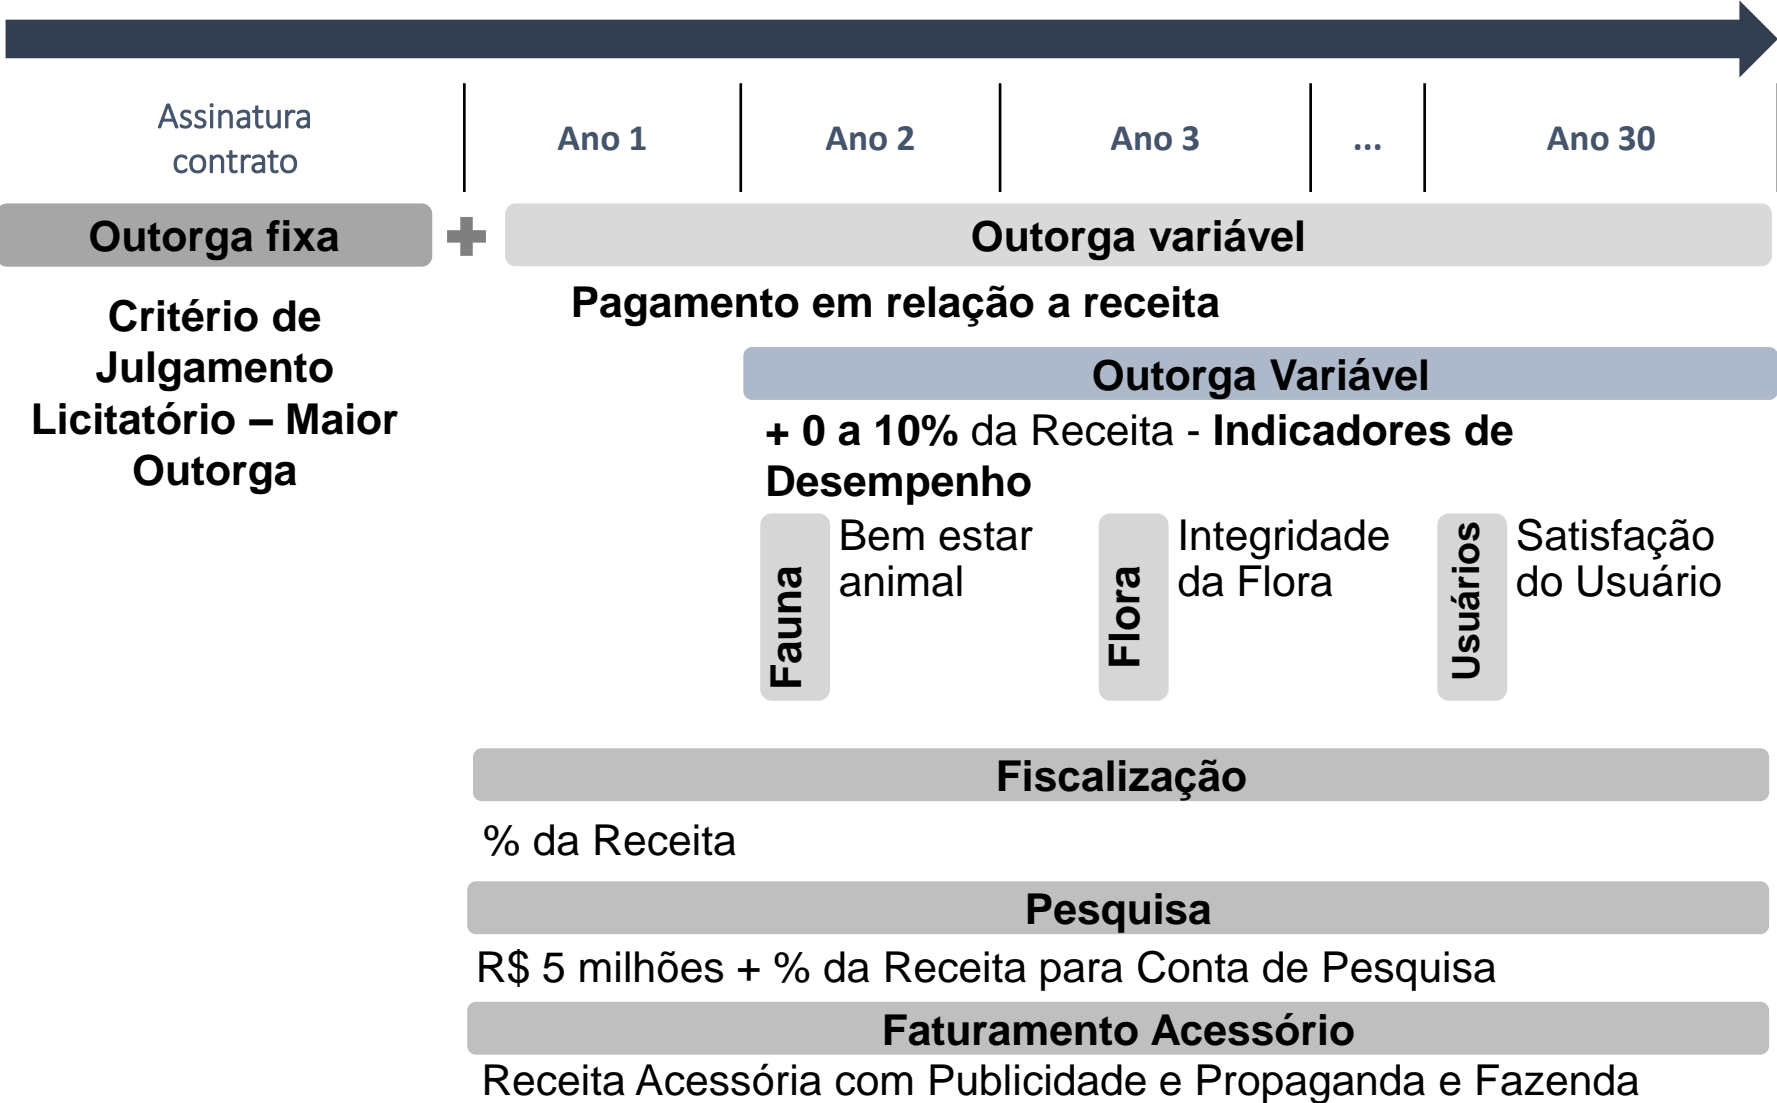 Assinatura
contrato
Ano 1
Ano 2
Ano 3
...
Ano 30
Outorga fixa
Outorga variável
Critério de
Julgamento
Licitatório – Maior
Outorga
Pagamento em relação a receita
Outorga Variável
+ 0 a 10% da Receita - Indicadores de
Desempenho
Fauna
Bem estar
animal
Flora
Integridade
da Flora
Usuários
Satisfação
do Usuário
Fiscalização
% da Receita
Pesquisa
R$ 5 milhões + % da Receita para Conta de Pesquisa
Faturamento Acessório
Receita Acessória com Publicidade e Propaganda e Fazenda